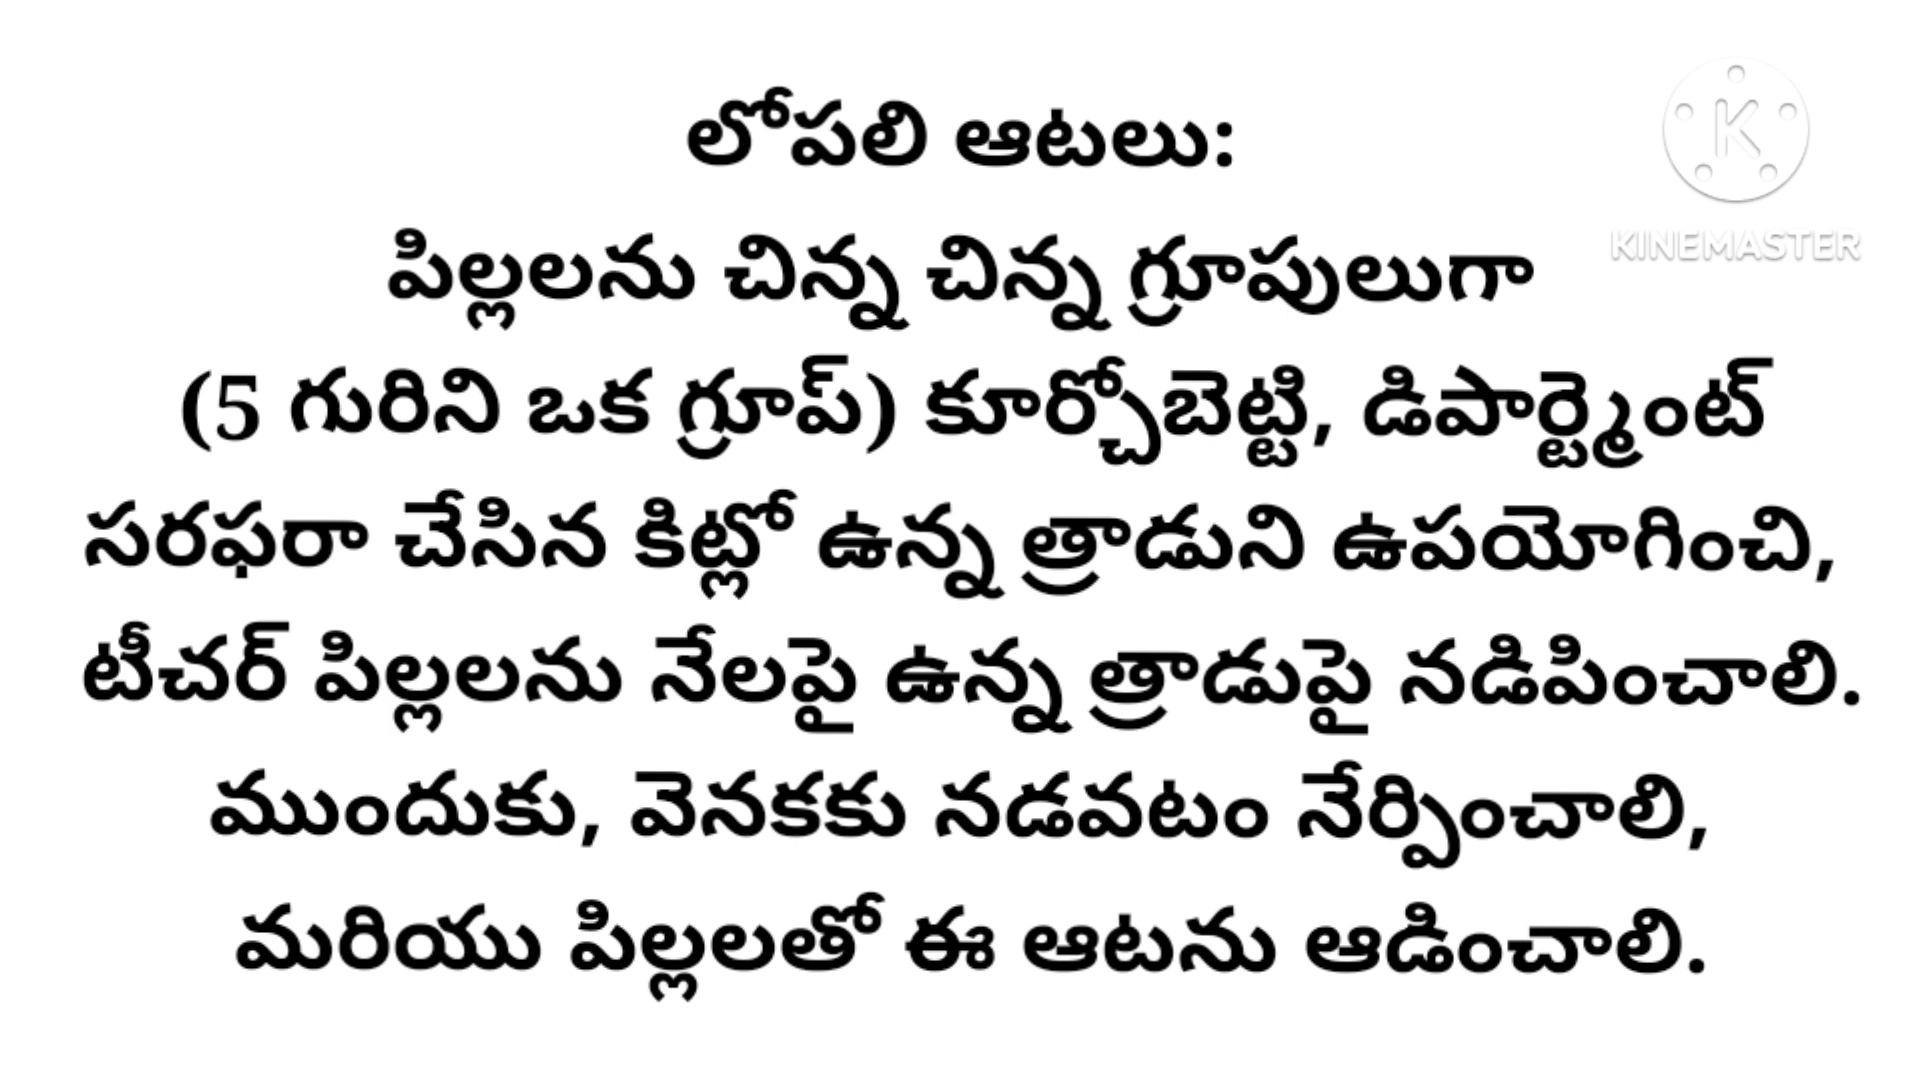 లోపలి ఆటలు:
పిల్లలను చిన్న చిన్న గ్రూపులుగా
(5 గురిని ఒక గ్రూప్) కూర్చోబెట్టి, డిపార్ట్మెంట్
సరఫరా చేసిన కిట్లో ఉన్న త్రాడుని ఉపయోగించి,
టీచర్ పిల్లలను నేలపై ఉన్న త్రాడుపై నడిపించాలి.
ముందుకు, వెనకకు నడవటం నేర్పించాలి,
మరియు పిల్లలతో ఈ ఆటను ఆడించాలి.
K
KINEMASTER